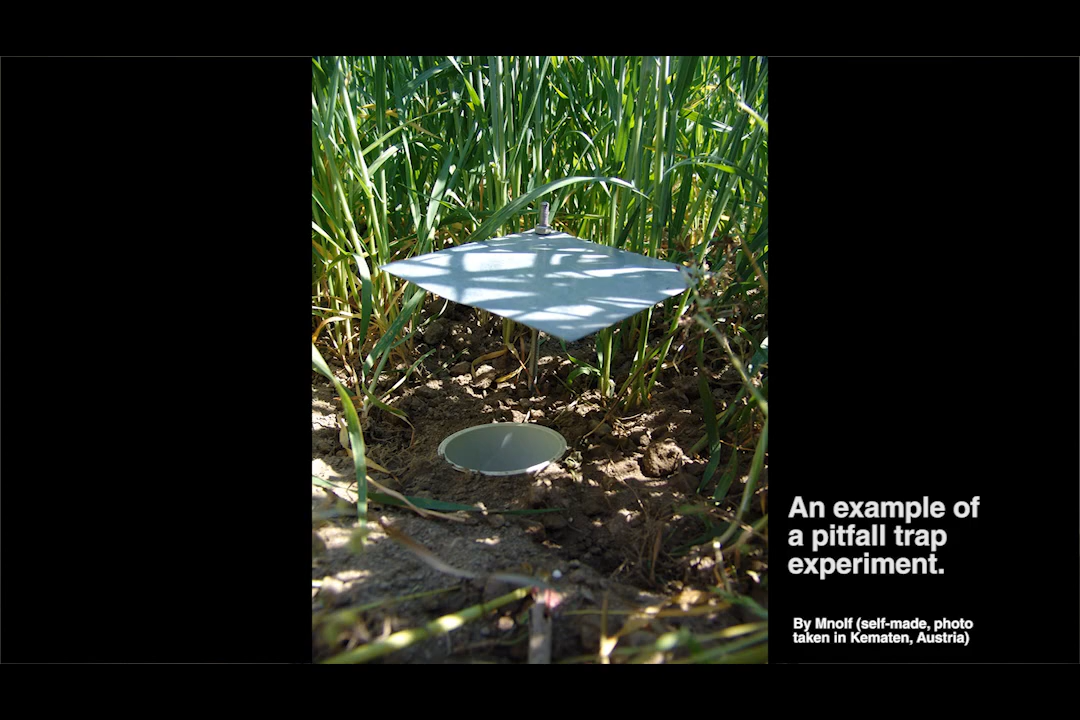 An example of
a pitfall trap
experiment.
By Mnolf (self-made, photo
taken in Kematen, Austria)